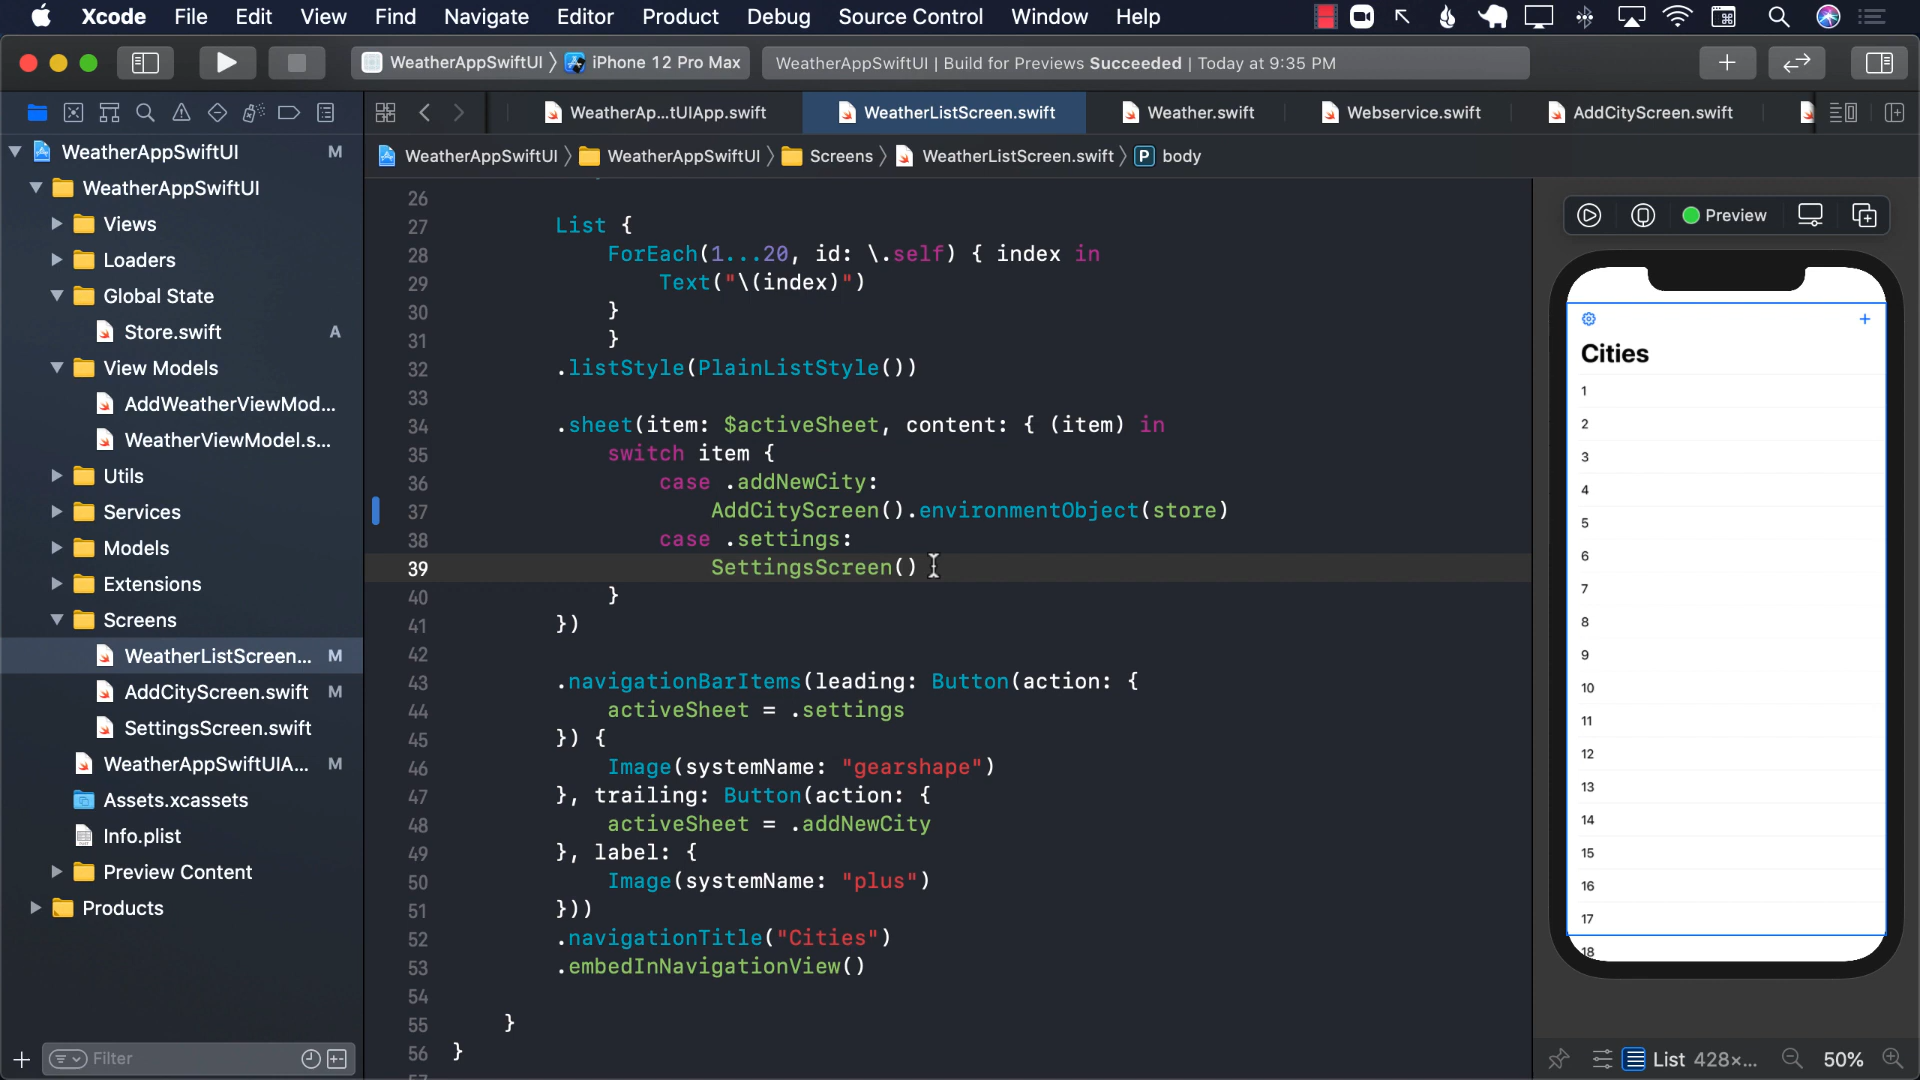 Xcode File Edit View Find Navigate Editor Product Debug Source Control Window Help
WeatherAppSwiftUI 〉 iPhone 12 Pro Max
WeatherAppSwiftUI | Build for Previews Succeeded | Today at 9:35 PM
WeatherAp...tUIApp.swift WeatherListScreen.swift Weather.swift Webservice.swift AddCityScreen.swift
WeatherAppSwiftUI 〉 WeatherAppSwiftUI 〉 Screens 〉 WeatherListScreen.swift 〉 P body
WeatherAppSwiftUI M
WeatherAppSwiftUI
Views
Loaders
Global State
Store.swift A
View Models
AddWeatherViewMod...
WeatherViewModel.s...
Utils
Services
Models
Extensions
Screens
WeatherListScreen... M
AddCityScreen.swift M
SettingsScreen.swift
WeatherAppSwiftUIA... M
Assets.xcassets
Info.plist
Preview Content
Products
Filter
26
27 List {
28 ForEach(1...20, id: \.self) { index in
29 Text("\(index)")
30 }
31 }
32 .listStyle(PlainListStyle())
33
34 .sheet(item: $activeSheet, content: { (item) in
35 switch item {
36 case .addNewCity:
37 AddCityScreen().environmentObject(store)
38 case .settings:
39 SettingsScreen()
40 }
41 })
42
43 .navigationBarItems(leading: Button(action: {
44 activeSheet = .settings
45 }) {
46 Image(systemName: "gearshape")
47 }, trailing: Button(action: {
48 activeSheet = .addNewCity
49 }, label: {
50 Image(systemName: "plus")
51 }))
52 .navigationTitle("Cities")
53 .embedInNavigationView()
54
55 }
56 }
Preview
Cities
1
2
3
4
5
6
7
8
9
10
11
12
13
14
15
16
17
18
List 428×... 50%